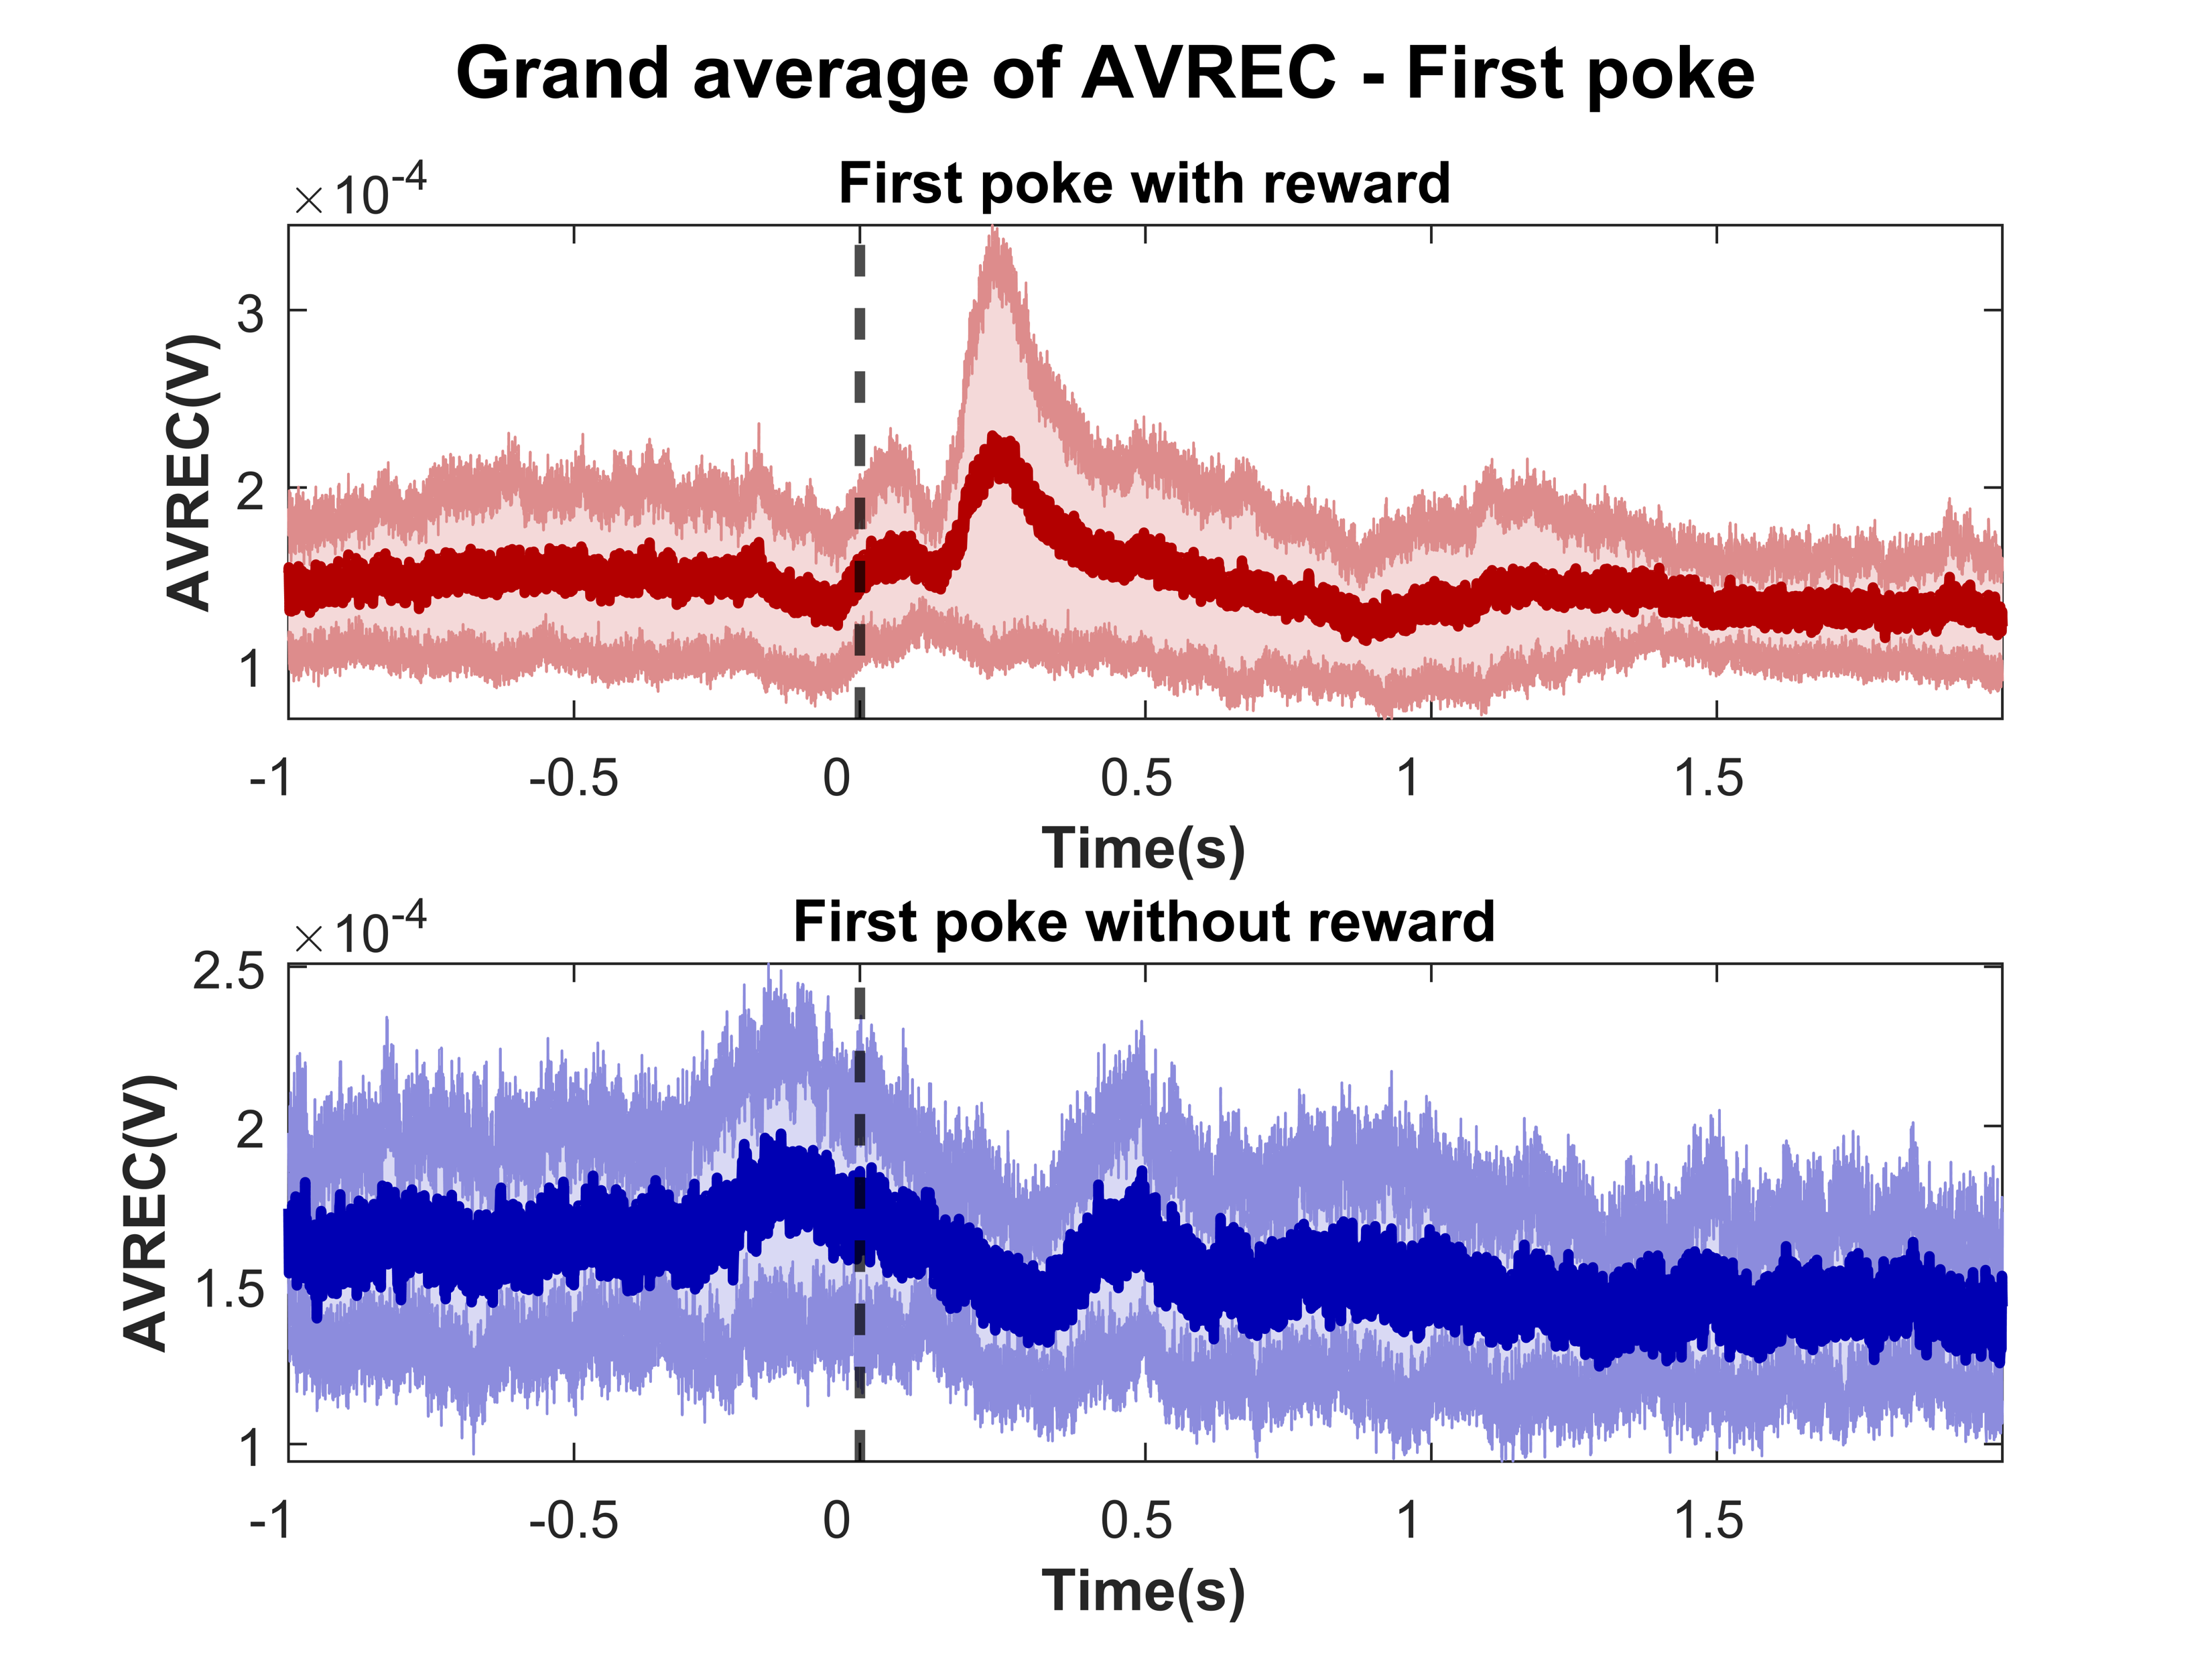 Grand average of AVREC - First poke
First poke with reward
×10-4
AVREC(V)
3
2
1
-1 -0.5 0 0.5 1 1.5
Time(s)
First poke without reward
×10-4
AVREC(V)
2.5
2
1.5
1
-1 -0.5 0 0.5 1 1.5
Time(s)